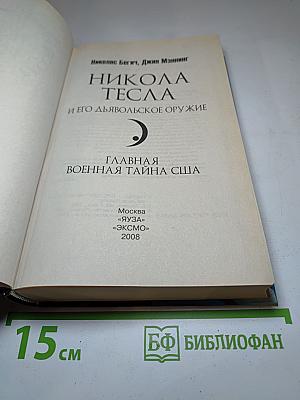 Николас Бегич, Джин Мэннинг
НИКОЛА
ТЕСЛА
И ЕГО ДЬЯВОЛЬСКОЕ ОРУЖИЕ
ГЛАВНАЯ
ВОЕННАЯ ТАЙНА США
Москва
«ЯУЗА»
«ЭКСМО»
2008
15 см
БФ БИБЛИОФАН